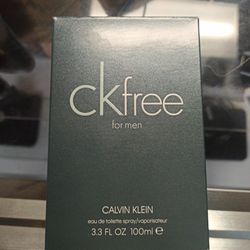 ckfree
for men
CALVIN KLEIN
eau de toilette spray/vaporisateur
3.3 FL OZ 100ml ℮